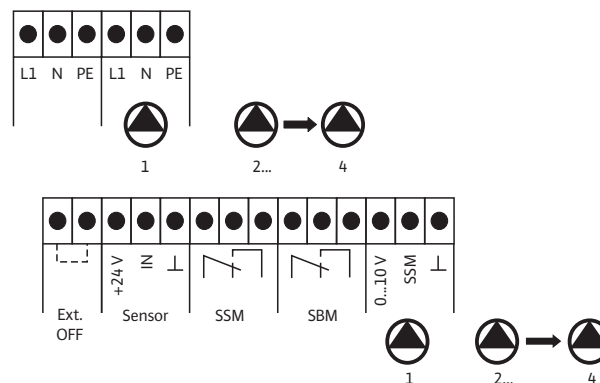 L1 N PE L1 N PE
1 2... 4
+24 V IN 0...10 V SSM
Ext. OFF Sensor SSM SBM
1 2... 4